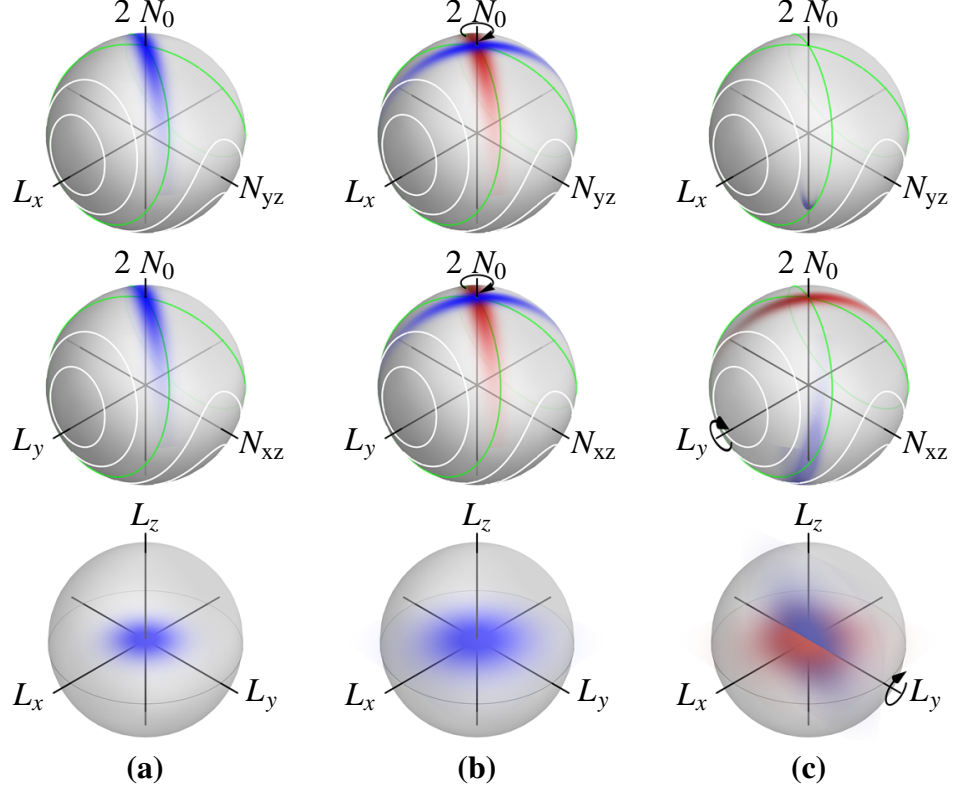 2 N0 2 N0 2 N0
Lx Nyz Lx Nyz Lx Nyz
2 N0 2 N0 2 N0
Ly Nxz Ly Nxz Ly Nxz
Lz Lz Lz
Lx Ly Lx Ly Lx Ly
(a) (b) (c)